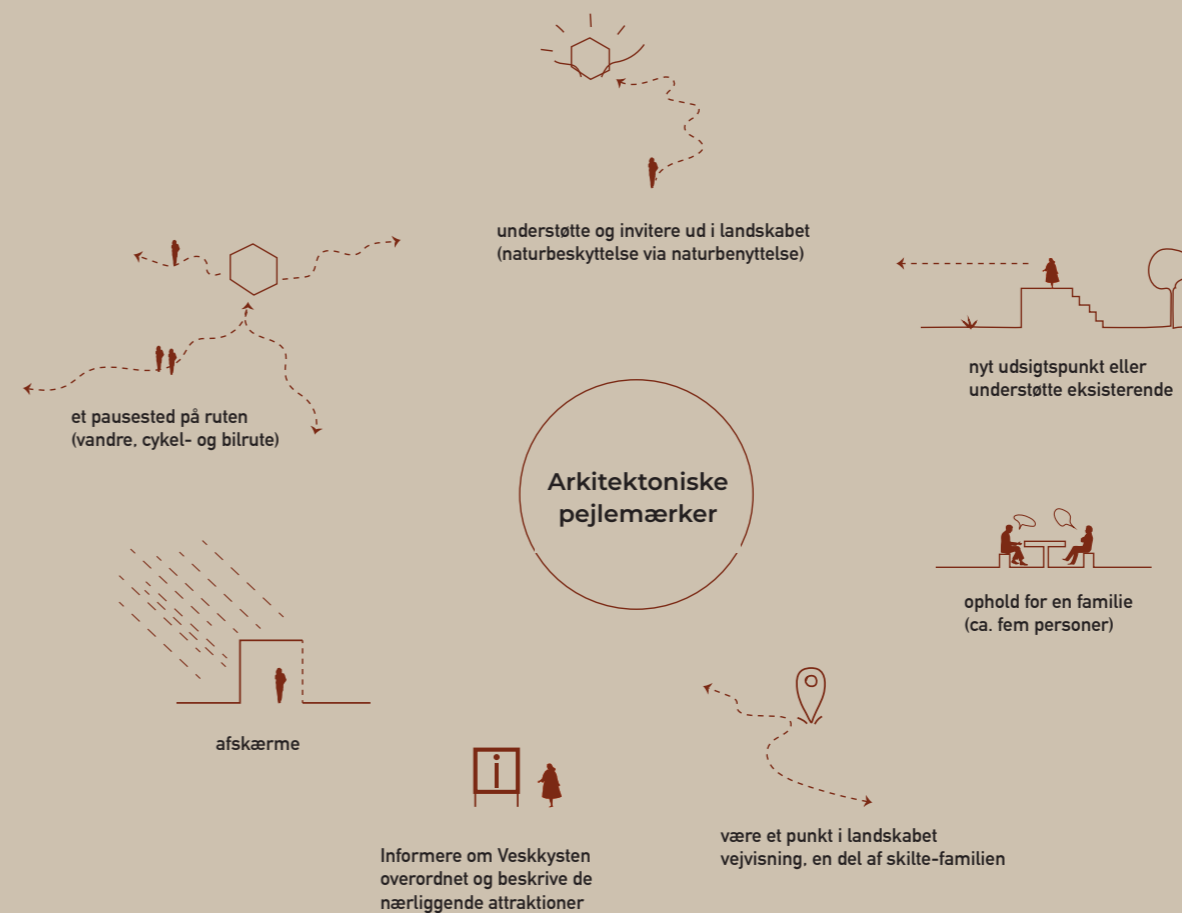 understøtte og invitere ud i landskabet
(naturbeskyttelse via naturbenyttelse)
nyt udsigtspunkt eller
understøtte eksisterende
et pausested på ruten
(vandre, cykel- og bilrute)
Arkitektoniske
pejlemærker
ophold for en familie
(ca. fem personer)
afskærme
i
være et punkt i landskabet
vejvisning, en del af skilte-familien
Informere om Veskkysten
overordnet og beskrive de
nærliggende attraktioner